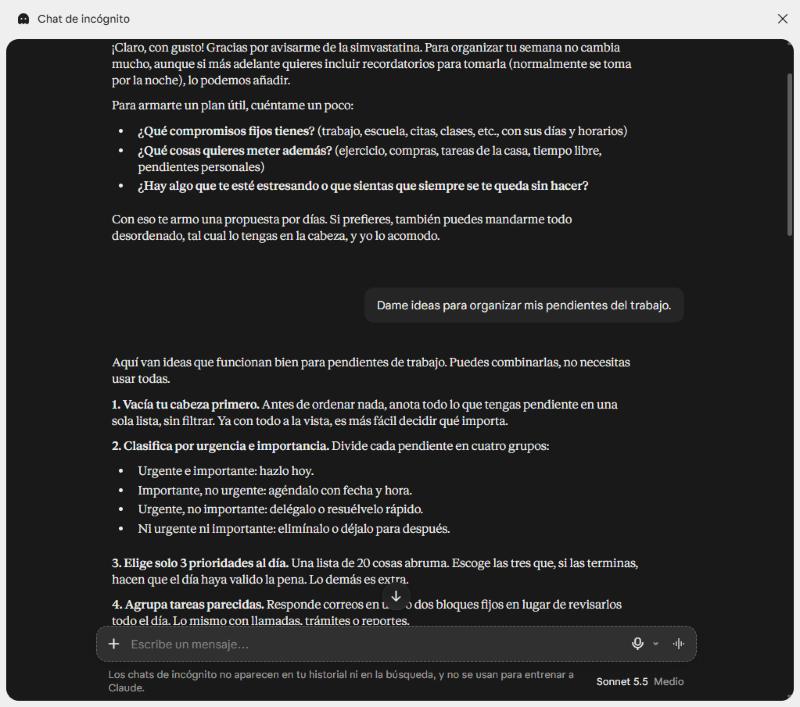 Chat de incógnito
¡Claro, con gusto! Gracias por avisarme de la simvastatina. Para organizar tu semana no cambia
mucho, aunque si más adelante quieres incluir recordatorios para tomarla (normalmente se toma
por la noche), lo podemos añadir.
Para armarte un plan útil, cuéntame un poco:
• ¿Qué compromisos fijos tienes? (trabajo, escuela, citas, clases, etc., con sus días y horarios)
• ¿Qué cosas quieres meter además? (ejercicio, compras, tareas de la casa, tiempo libre,
pendientes personales)
• ¿Hay algo que te esté estresando o que sientas que siempre se te queda sin hacer?
Con eso te armo una propuesta por días. Si prefieres, también puedes mandarme todo
desordenado, tal cual lo tengas en la cabeza, y yo lo acomodo.
Dame ideas para organizar mis pendientes del trabajo.
Aquí van ideas que funcionan bien para pendientes de trabajo. Puedes combinarlas, no necesitas
usar todas.
1. Vacía tu cabeza primero. Antes de ordenar nada, anota todo lo que tengas pendiente en una
sola lista, sin filtrar. Ya con todo a la vista, es más fácil decidir qué importa.
2. Clasifica por urgencia e importancia. Divide cada pendiente en cuatro grupos:
• Urgente e importante: hazlo hoy.
• Importante, no urgente: agéndalo con fecha y hora.
• Urgente, no importante: delégalo o resuélvelo rápido.
• Ni urgente ni importante: elimínalo o déjalo para después.
3. Elige solo 3 prioridades al día. Una lista de 20 cosas abruma. Escoge las tres que, si las terminas,
hacen que el día haya valido la pena. Lo demás es extra.
4. Agrupa tareas parecidas. Responde correos en o dos bloques fijos en lugar de revisarlos
todo el día. Lo mismo con llamadas, trámites o reportes.
Escribe un mensaje...
Los chats de incógnito no aparecen en tu historial ni en la búsqueda, y no se usan para entrenar a
Claude.
Sonnet 5.5 Medio